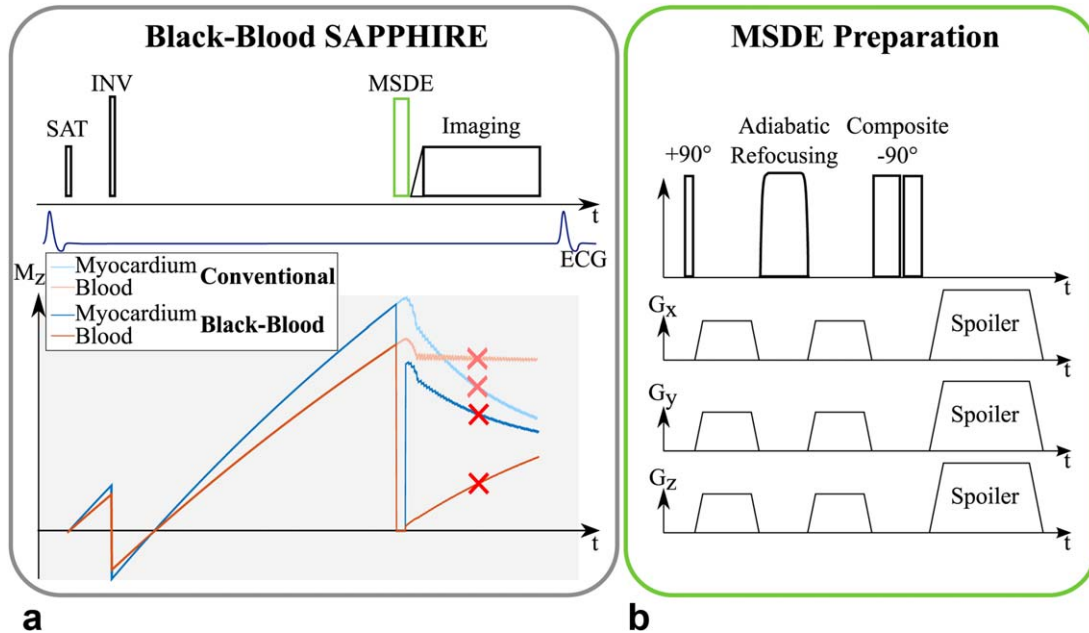 Black-Blood SAPPHIRE
INV
SAT
MSDE
Imaging
t
ECG
Mz
Myocardium
Blood
Conventional
Myocardium
Blood
Black-Blood
t
a
MSDE Preparation
+90°
Adiabatic
Refocusing
Composite
-90°
t
Gx
Spoiler
t
Gy
Spoiler
t
Gz
Spoiler
t
b